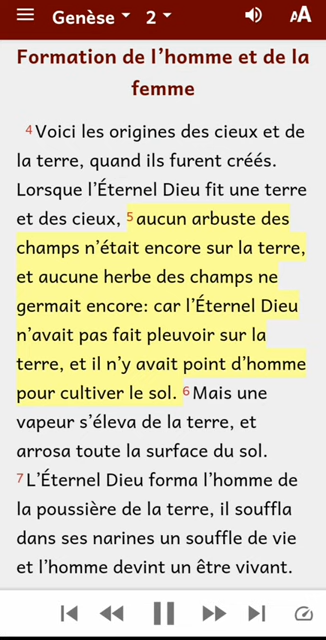 Genèse 2 AA
Formation de l’homme et de la
femme
4 Voici les origines des cieux et de
la terre, quand ils furent créés.
Lorsque l’Éternel Dieu fit une terre
et des cieux, 5 aucun arbuste des
champs n’était encore sur la terre,
et aucune herbe des champs ne
germait encore: car l’Éternel Dieu
n’avait pas fait pleuvoir sur la
terre, et il n’y avait point d’homme
pour cultiver le sol. 6 Mais une
vapeur s’éleva de la terre, et
arrosa toute la surface du sol.
7 L’Éternel Dieu forma l’homme de
la poussière de la terre, il souffla
dans ses narines un souffle de vie
et l’homme devint un être vivant.